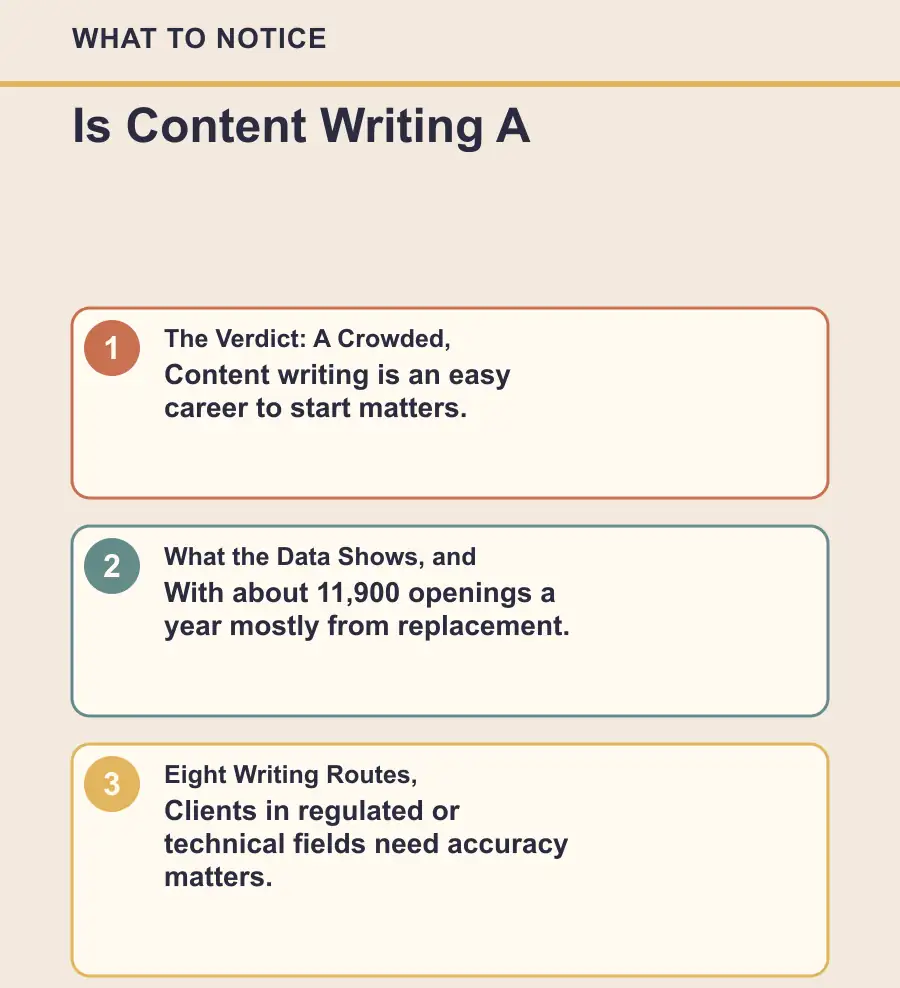 WHAT TO NOTICE
Is Content Writing A
1
The Verdict: A Crowded,
Content writing is an easy
career to start matters.
2
What the Data Shows, and
With about 11,900 openings a
year mostly from replacement.
3
Eight Writing Routes,
Clients in regulated or
technical fields need accuracy
matters.